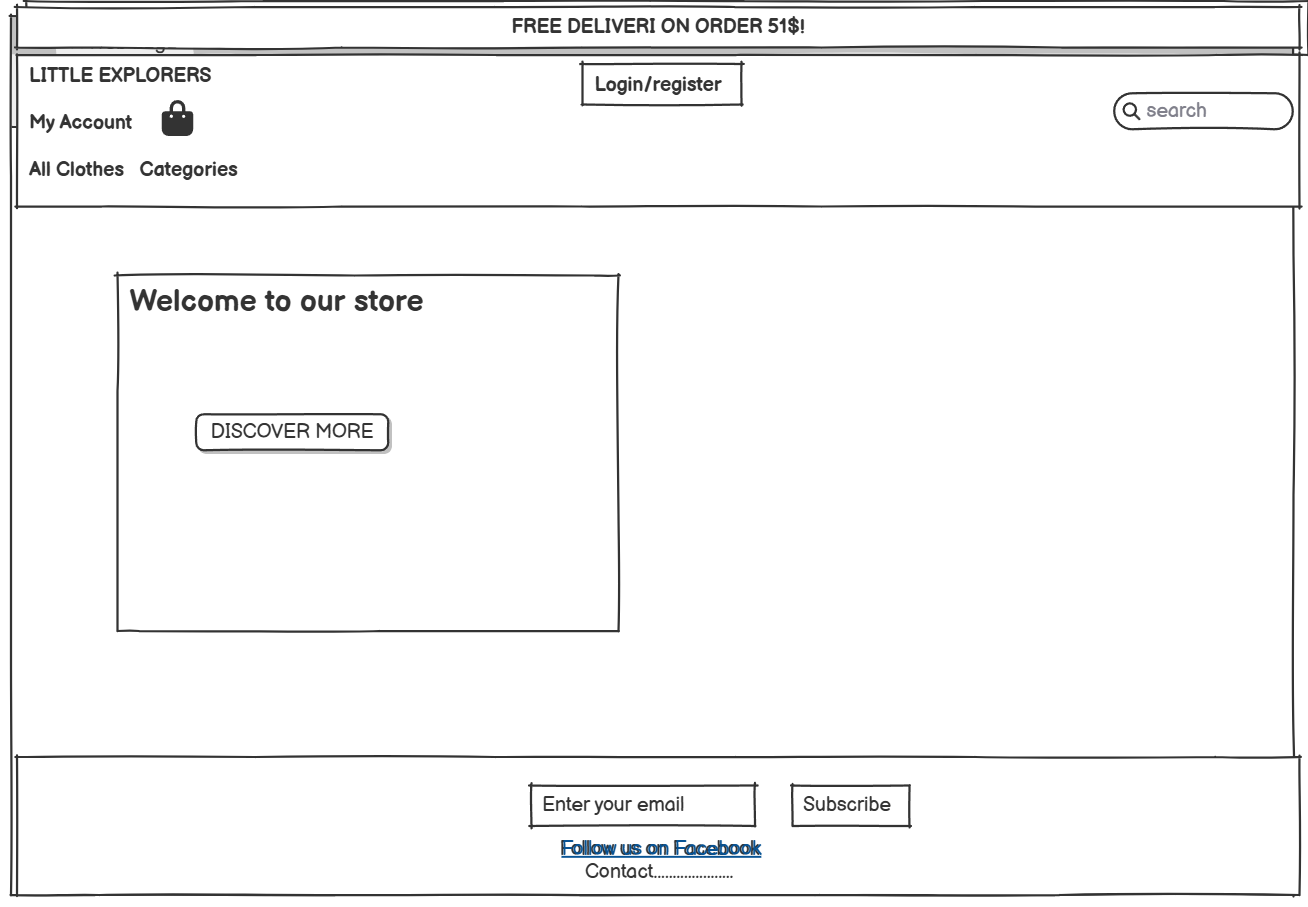 FREE DELIVERI ON ORDER 51$!
LITTLE EXPLORERS
Login/register
My Account
search
All Clothes Categories
Welcome to our store
DISCOVER MORE
Enter your email
Subscribe
Follow us on Facebook
Contact.....................